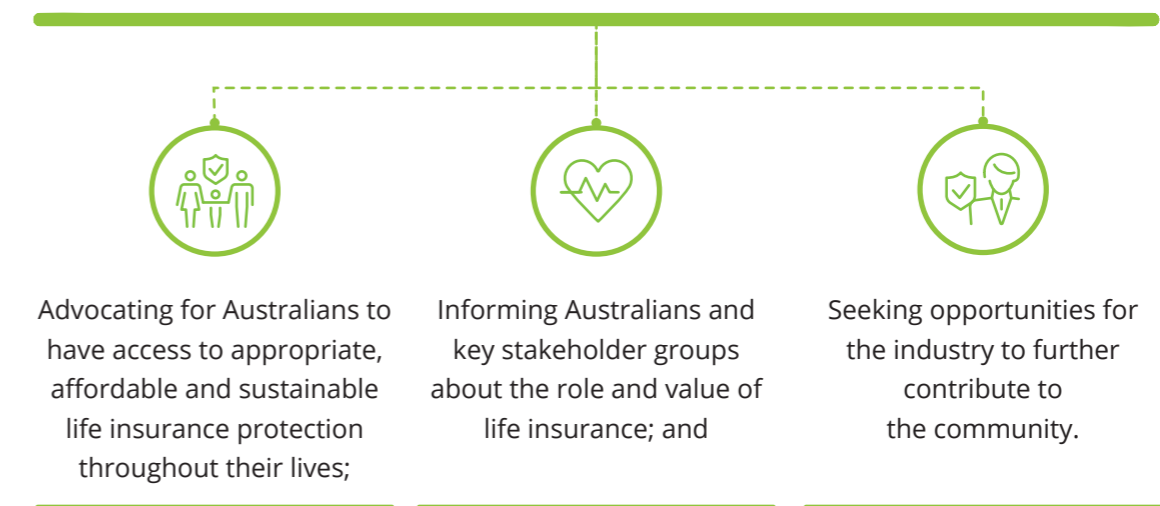 Advocating for Australians to
have access to appropriate,
affordable and sustainable
life insurance protection
throughout their lives;
Informing Australians and
key stakeholder groups
about the role and value of
life insurance; and
Seeking opportunities for
the industry to further
contribute to
the community.